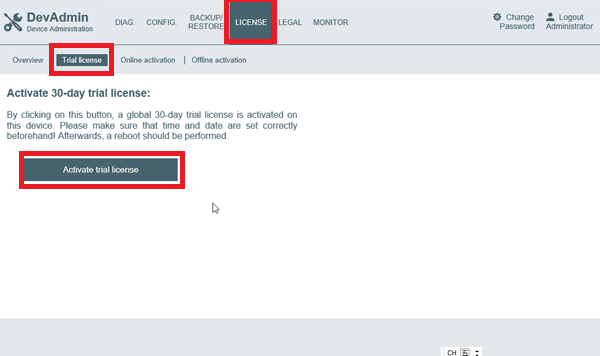 DevAdmin
Device Administration
DIAG.
CONFIG.
BACKUP/
RESTORE
LICENSE
LEGAL
MONITOR
Change
Password
Logout
Administrator
Overview
Trial license
Online activation
Offline activation
Activate 30-day trial license:
By clicking on this button, a global 30-day trial license is activated on
this device. Please make sure that time and date are set correctly
beforehand! Afterwards, a reboot should be performed.
Activate trial license
CH